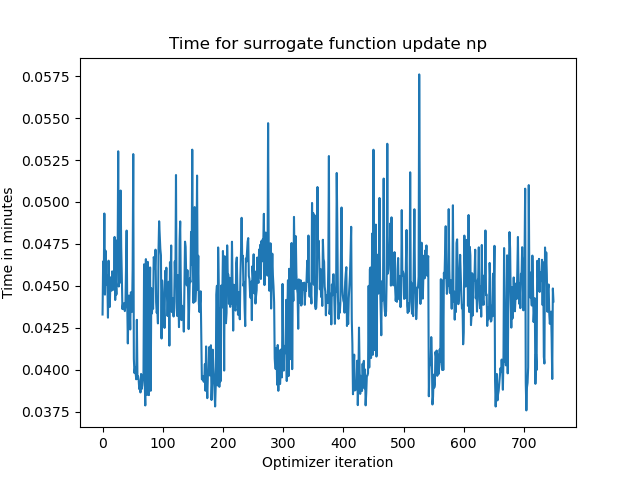 Time for surrogate function update np
Time in minutes
0.0575
0.0550
0.0525
0.0500
0.0475
0.0450
0.0425
0.0400
0.0375
0 100 200 300 400 500 600 700
Optimizer iteration